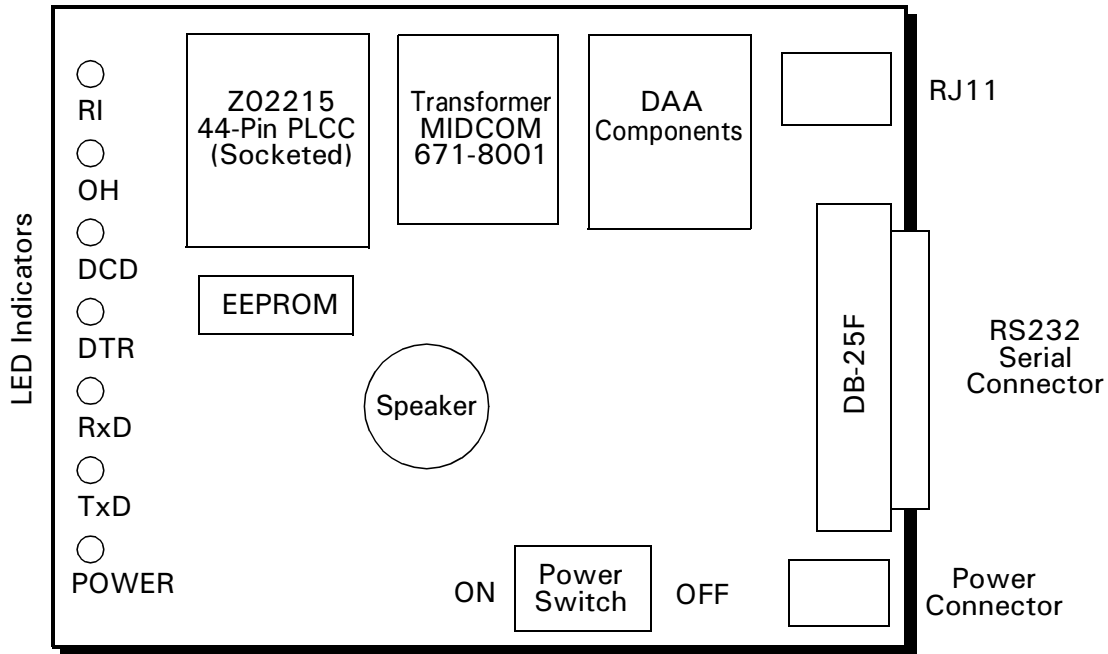 LED Indicators
RI
OH
DCD
DTR
RxD
TxD
POWER
Z02215
44-Pin PLCC
(Socketed)
Transformer
MIDCOM
671-8001
DAA
Components
RJ11
EEPROM
Speaker
DB-25F
RS232
Serial
Connector
ON
Power
Switch
OFF
Power
Connector